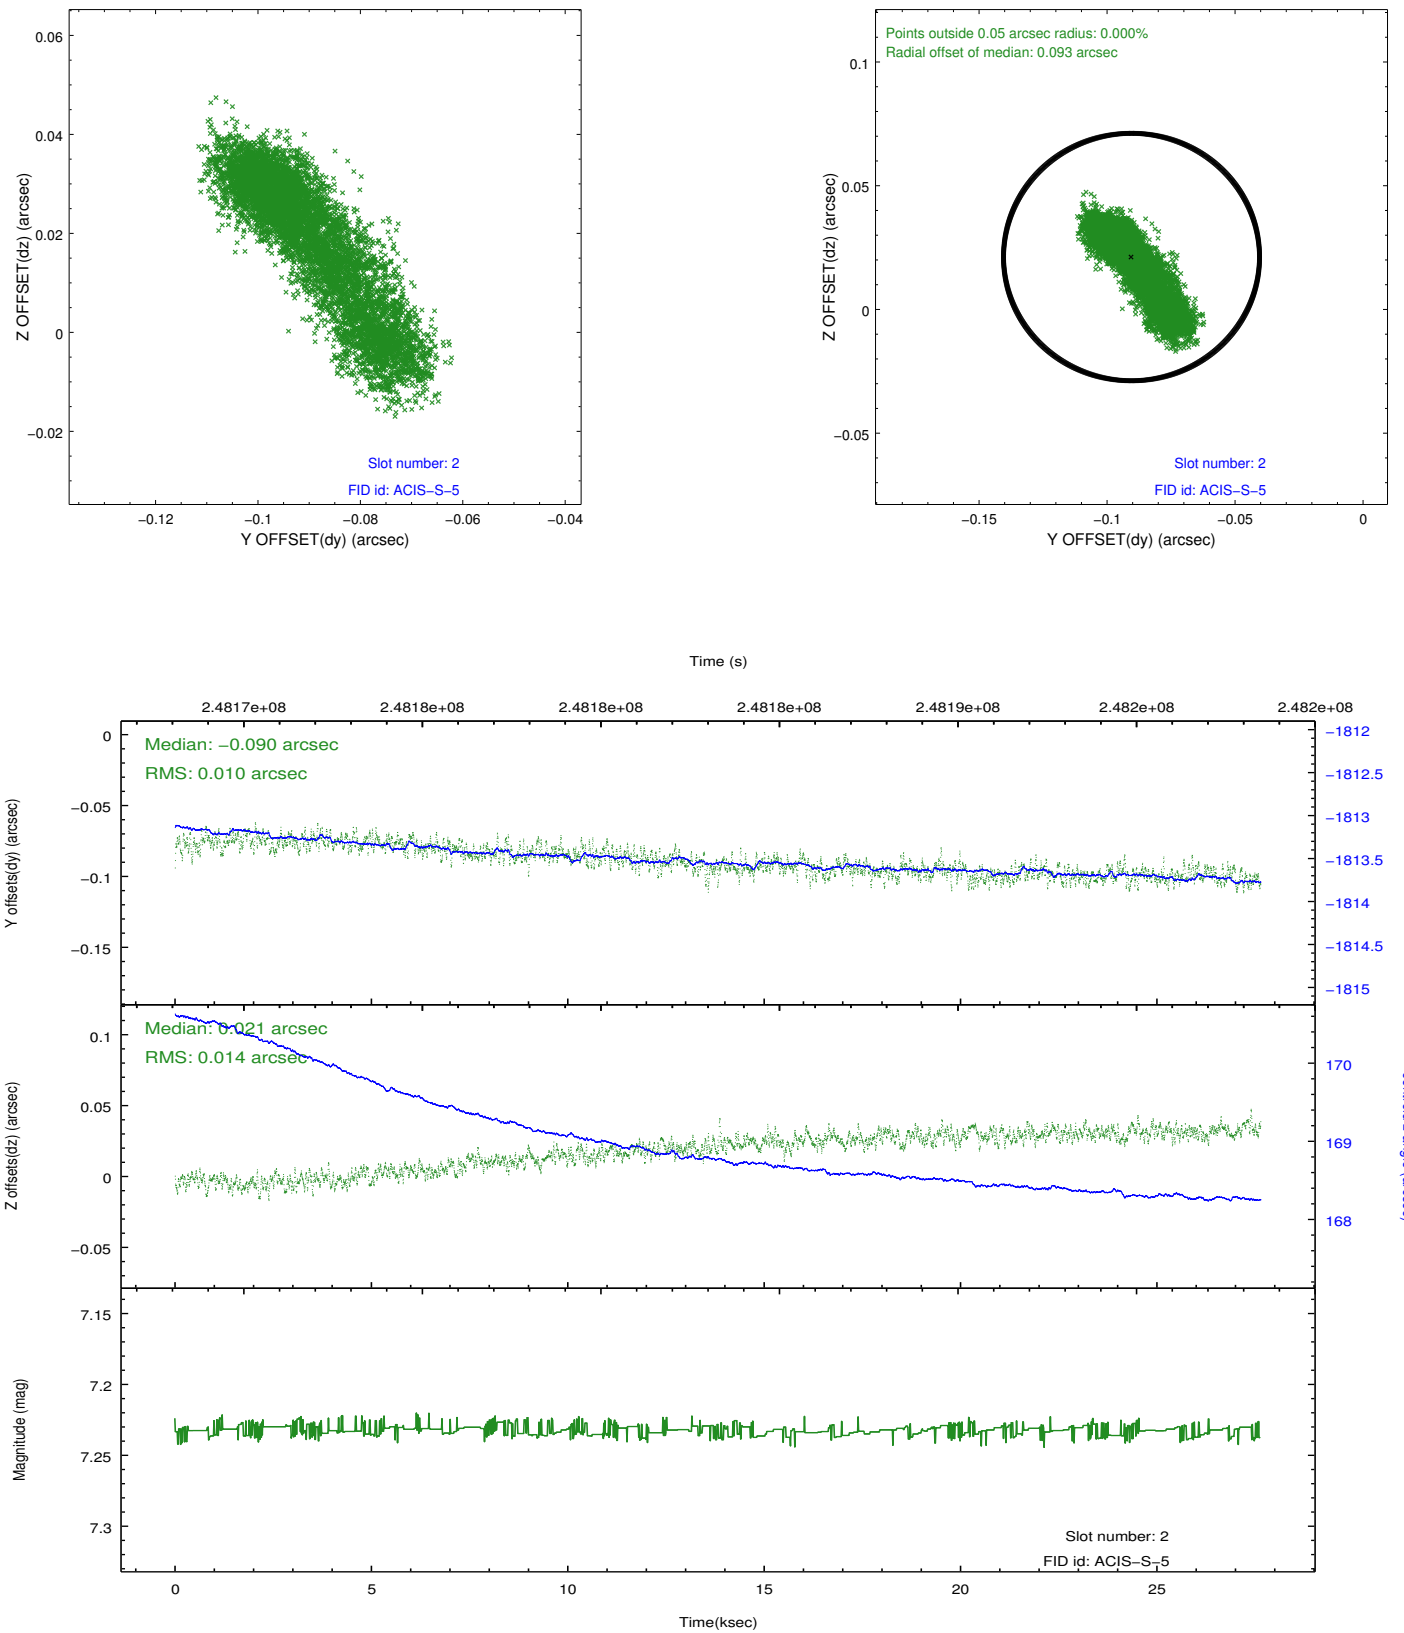 0.06
0.04
0.02
0
−0.02
Z OFFSET(dz) (arcsec)
Slot number: 2
FID id: ACIS−S−5
−0.12
−0.1
−0.08
−0.06
−0.04
Y OFFSET(dy) (arcsec)
Points outside 0.05 arcsec radius: 0.000%
Radial offset of median: 0.093 arcsec
0.1
0.05
0
−0.05
Z OFFSET(dz) (arcsec)
Slot number: 2
FID id: ACIS−S−5
−0.15
−0.1
−0.05
0
Y OFFSET(dy) (arcsec)
Time (s)
2.4817e+08
2.4818e+08
2.4818e+08
2.4818e+08
2.4819e+08
2.482e+08
2.482e+08
Median: −0.090 arcsec
RMS: 0.010 arcsec
0
−0.05
−0.1
−0.15
Y offsets(dy) (arcsec)
−1812
−1812.5
−1813
−1813.5
−1814
−1814.5
−1815
Median: 0.021 arcsec
RMS: 0.014 arcsec
0.1
0.05
0
−0.05
Z offsets(dz) (arcsec)
170
169
168
7.15
7.2
7.25
7.3
Magnitude (mag)
Slot number: 2
FID id: ACIS−S−5
0
5
10
15
20
25
Time(ksec)